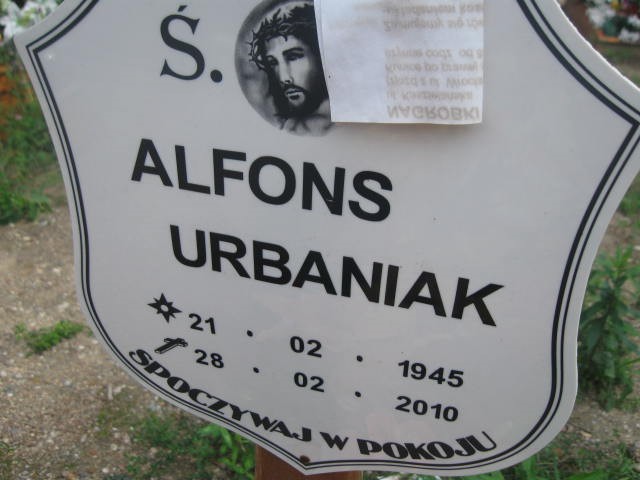 Ś.
ALFONS
URBANIAK
21 . 02 . 1945
28 . 02 . 2010
SPOCZYWAJ W POKOJU
NAGROBKI